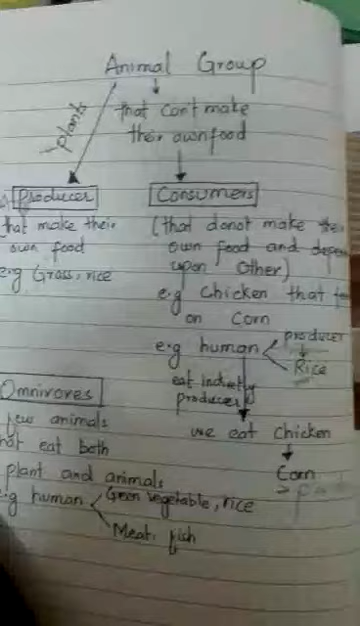 Animal Group
plants
that can't make
their own food
Producer
that make their
own food
e.g Grass, rice
Consumers
(that donot make their
own food and depen
upon other)
e.g Chicken that
on Corn
e.g human
producer
Rice
eat indirectly
producer
we eat chicken
Corn
Omnivores
few animals
hat eat both
plant and animals
e.g human
Green vegetable, rice
Meat, fish